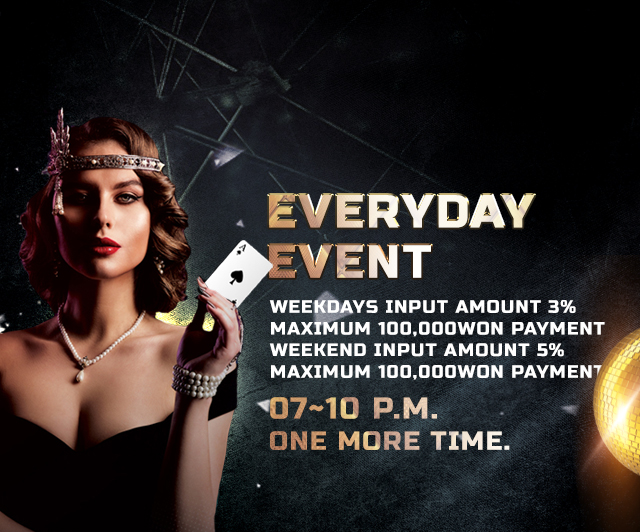 EVERYDAY
EVENT
WEEKDAYS INPUT AMOUNT 3%
MAXIMUM 100,000WON PAYMENT
WEEKEND INPUT AMOUNT 5%
MAXIMUM 100,000WON PAYMENT
07~10 P.M.
ONE MORE TIME.
A